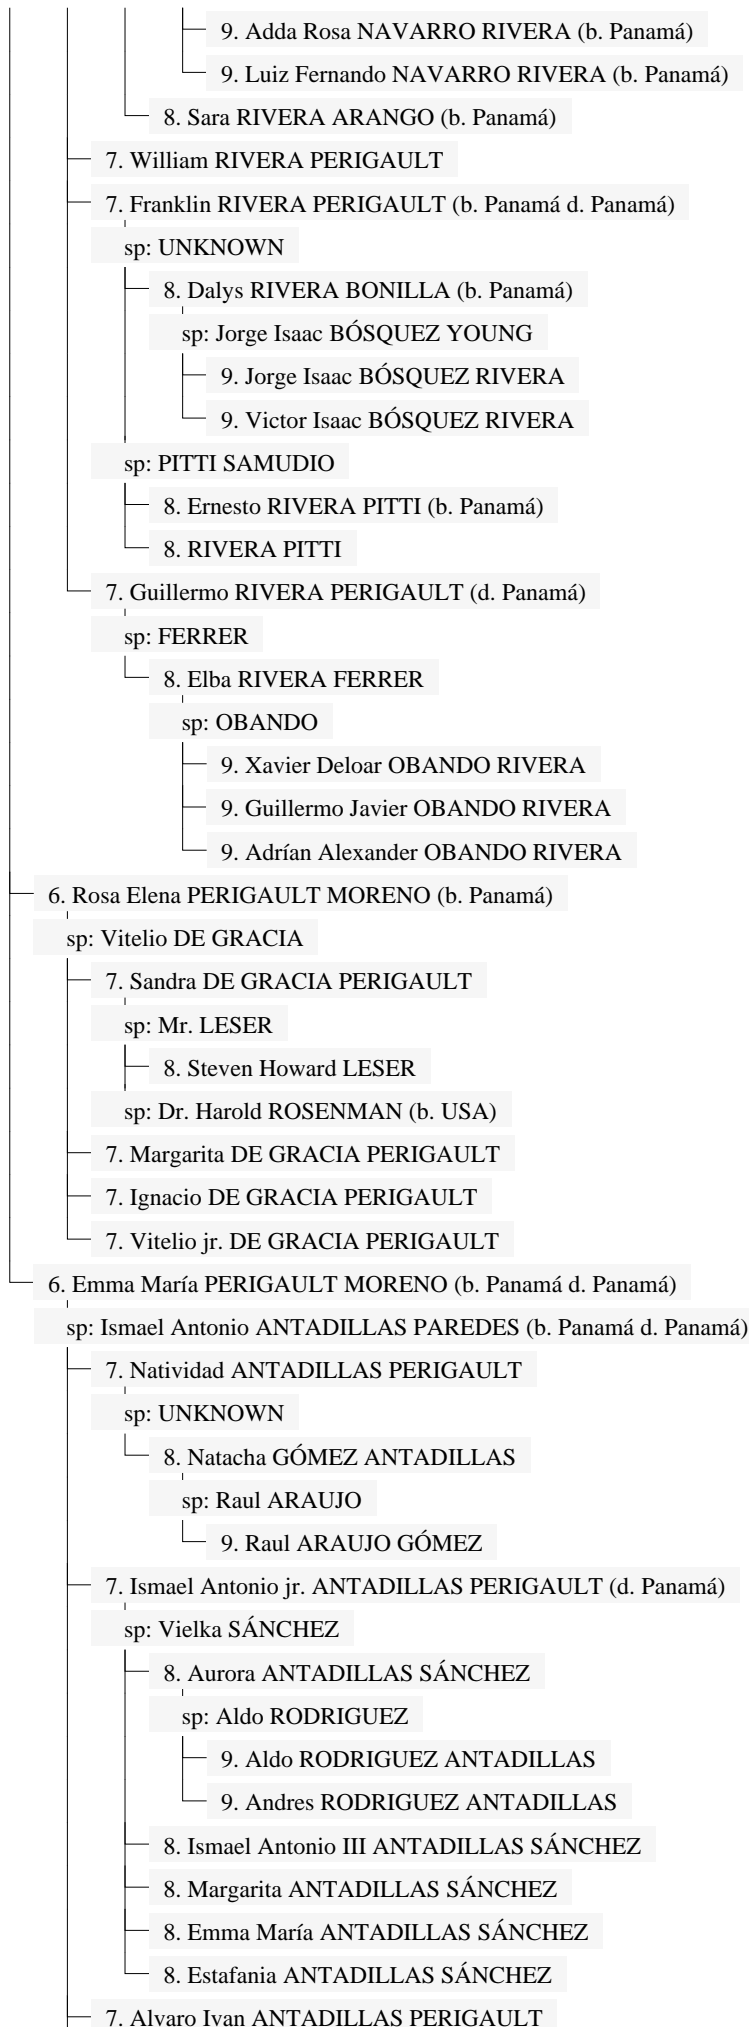 9. Adda Rosa NAVARRO RIVERA (b. Panamá)
9. Luiz Fernando NAVARRO RIVERA (b. Panamá)
8. Sara RIVERA ARANGO (b. Panamá)
7. William RIVERA PERIGAULT
7. Franklin RIVERA PERIGAULT (b. Panamá d. Panamá)
sp: UNKNOWN
8. Dalys RIVERA BONILLA (b. Panamá)
sp: Jorge Isaac BÓSQUEZ YOUNG
9. Jorge Isaac BÓSQUEZ RIVERA
9. Victor Isaac BÓSQUEZ RIVERA
sp: PITTI SAMUDIO
8. Ernesto RIVERA PITTI (b. Panamá)
8. RIVERA PITTI
7. Guillermo RIVERA PERIGAULT (d. Panamá)
sp: FERRER
8. Elba RIVERA FERRER
sp: OBANDO
9. Xavier Deloar OBANDO RIVERA
9. Guillermo Javier OBANDO RIVERA
9. Adrían Alexander OBANDO RIVERA
6. Rosa Elena PERIGAULT MORENO (b. Panamá)
sp: Vitelio DE GRACIA
7. Sandra DE GRACIA PERIGAULT
sp: Mr. LESER
8. Steven Howard LESER
sp: Dr. Harold ROSENMAN (b. USA)
7. Margarita DE GRACIA PERIGAULT
7. Ignacio DE GRACIA PERIGAULT
7. Vitelio jr. DE GRACIA PERIGAULT
6. Emma María PERIGAULT MORENO (b. Panamá d. Panamá)
sp: Ismael Antonio ANTADILLAS PAREDES (b. Panamá d. Panamá)
7. Natividad ANTADILLAS PERIGAULT
sp: UNKNOWN
8. Natacha GÓMEZ ANTADILLAS
sp: Raul ARAUJO
9. Raul ARAUJO GÓMEZ
7. Ismael Antonio jr. ANTADILLAS PERIGAULT (d. Panamá)
sp: Vielka SÁNCHEZ
8. Aurora ANTADILLAS SÁNCHEZ
sp: Aldo RODRIGUEZ
9. Aldo RODRIGUEZ ANTADILLAS
9. Andres RODRIGUEZ ANTADILLAS
8. Ismael Antonio III ANTADILLAS SÁNCHEZ
8. Margarita ANTADILLAS SÁNCHEZ
8. Emma María ANTADILLAS SÁNCHEZ
8. Estafania ANTADILLAS SÁNCHEZ
7. Alvaro Ivan ANTADILLAS PERIGAULT